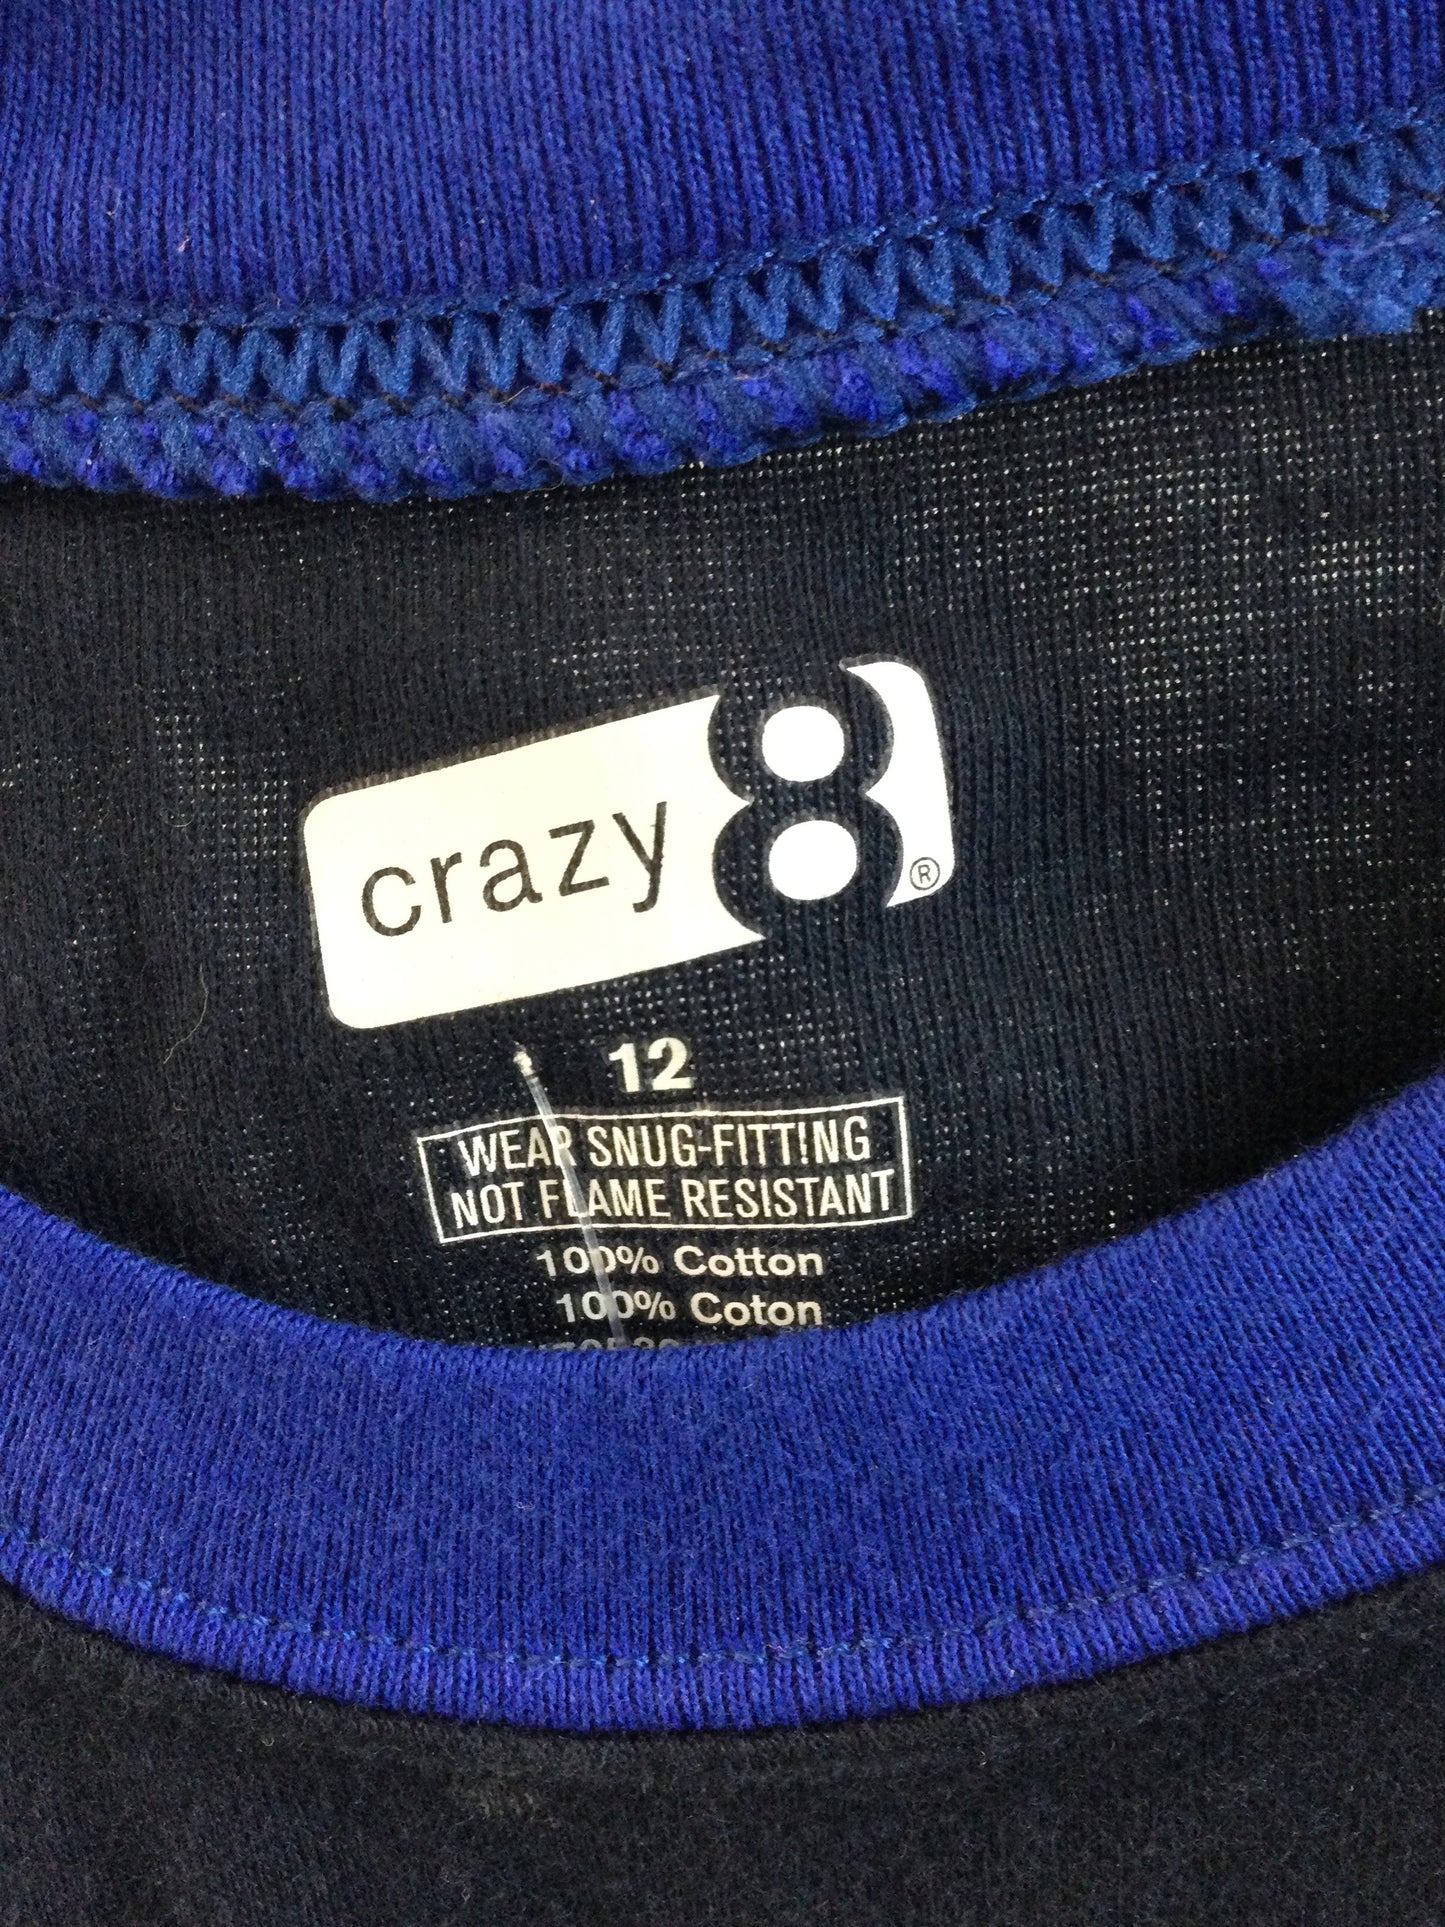 crazy 8 ®
12
WEAR SNUG-FITTING
NOT FLAME RESISTANT
100% Cotton
100% Coton